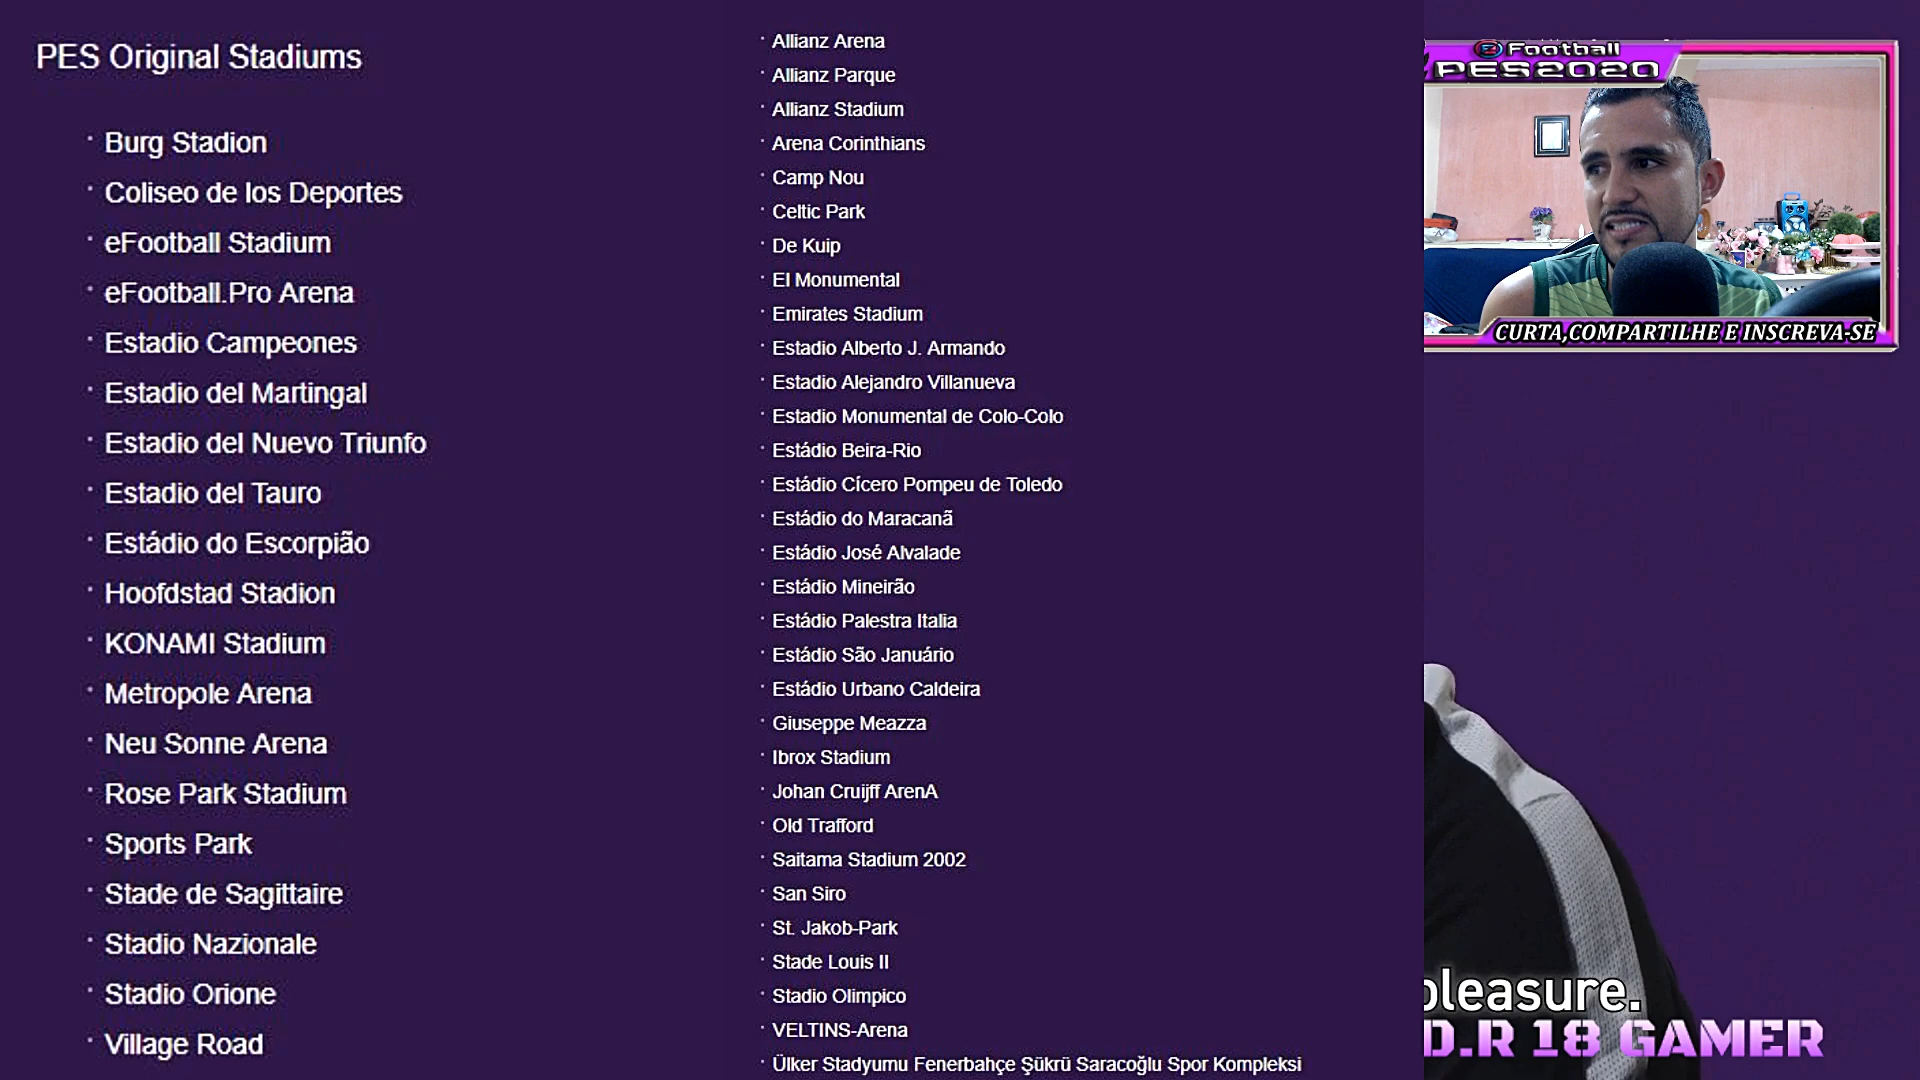 PES Original Stadiums
Burg Stadion
Coliseo de los Deportes
eFootball Stadium
eFootball.Pro Arena
Estadio Campeones
Estadio del Martingal
Estadio del Nuevo Triunfo
Estadio del Tauro
Estádio do Escorpião
Hoofdstad Stadion
KONAMI Stadium
Metropole Arena
Neu Sonne Arena
Rose Park Stadium
Sports Park
Stade de Sagittaire
Stadio Nazionale
Stadio Orione
Village Road
Allianz Arena
Allianz Parque
Allianz Stadium
Arena Corinthians
Camp Nou
Celtic Park
De Kuip
El Monumental
Emirates Stadium
Estadio Alberto J. Armando
Estadio Alejandro Villanueva
Estadio Monumental de Colo-Colo
Estádio Beira-Rio
Estádio Cícero Pompeu de Toledo
Estádio do Maracanã
Estádio José Alvalade
Estádio Mineirão
Estádio Palestra Italia
Estádio São Januário
Estádio Urbano Caldeira
Giuseppe Meazza
Ibrox Stadium
Johan Cruijff ArenA
Old Trafford
Saitama Stadium 2002
San Siro
St. Jakob-Park
Stade Louis II
Stadio Olimpico
VELTINS-Arena
Ülker Stadyumu Fenerbahçe Şükrü Saracoğlu Spor Kompleksi
Football
PES2020
CURTA,COMPARTILHE E INSCREVA-SE
pleasure.
D.R 18 GAMER